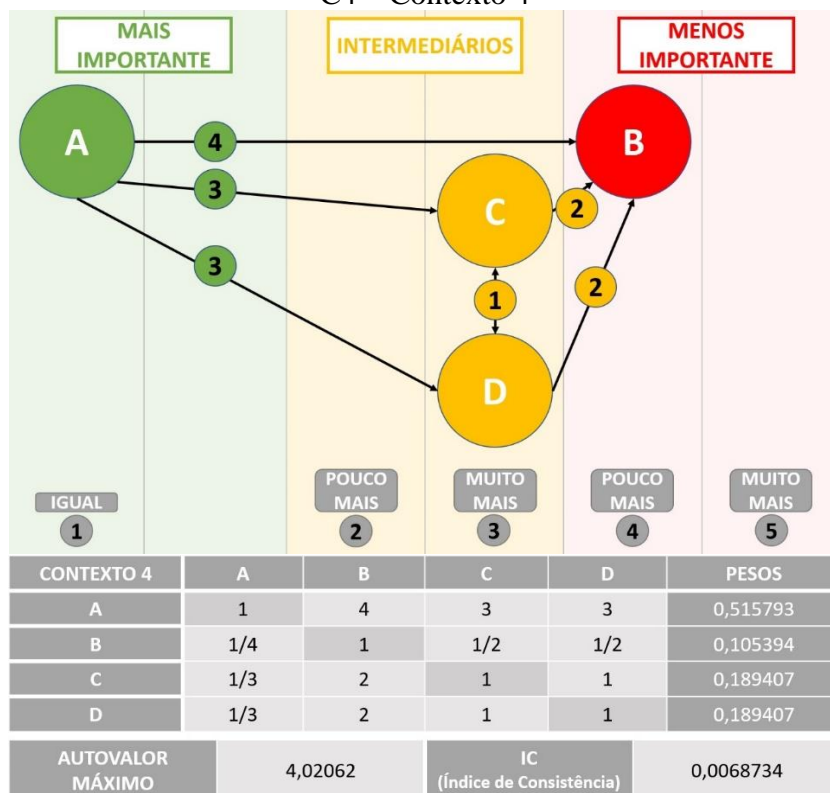 C4 – Contexto 4
MAIS
IMPORTANTE
INTERMEDIÁRIOS
MENOS
IMPORTANTE
A
4
B
3
C
2
3
1
2
D
IGUAL
1
POUCO
MAIS
2
MUITO
MAIS
3
POUCO
MAIS
4
MUITO
MAIS
5
CONTEXTO 4 A B C D PESOS
A 1 4 3 3 0,515793
B 1/4 1 1/2 1/2 0,105394
C 1/3 2 1 1 0,189407
D 1/3 2 1 1 0,189407
AUTOVALOR
MÁXIMO
4,02062
IC
(Índice de Consistência)
0,0068734